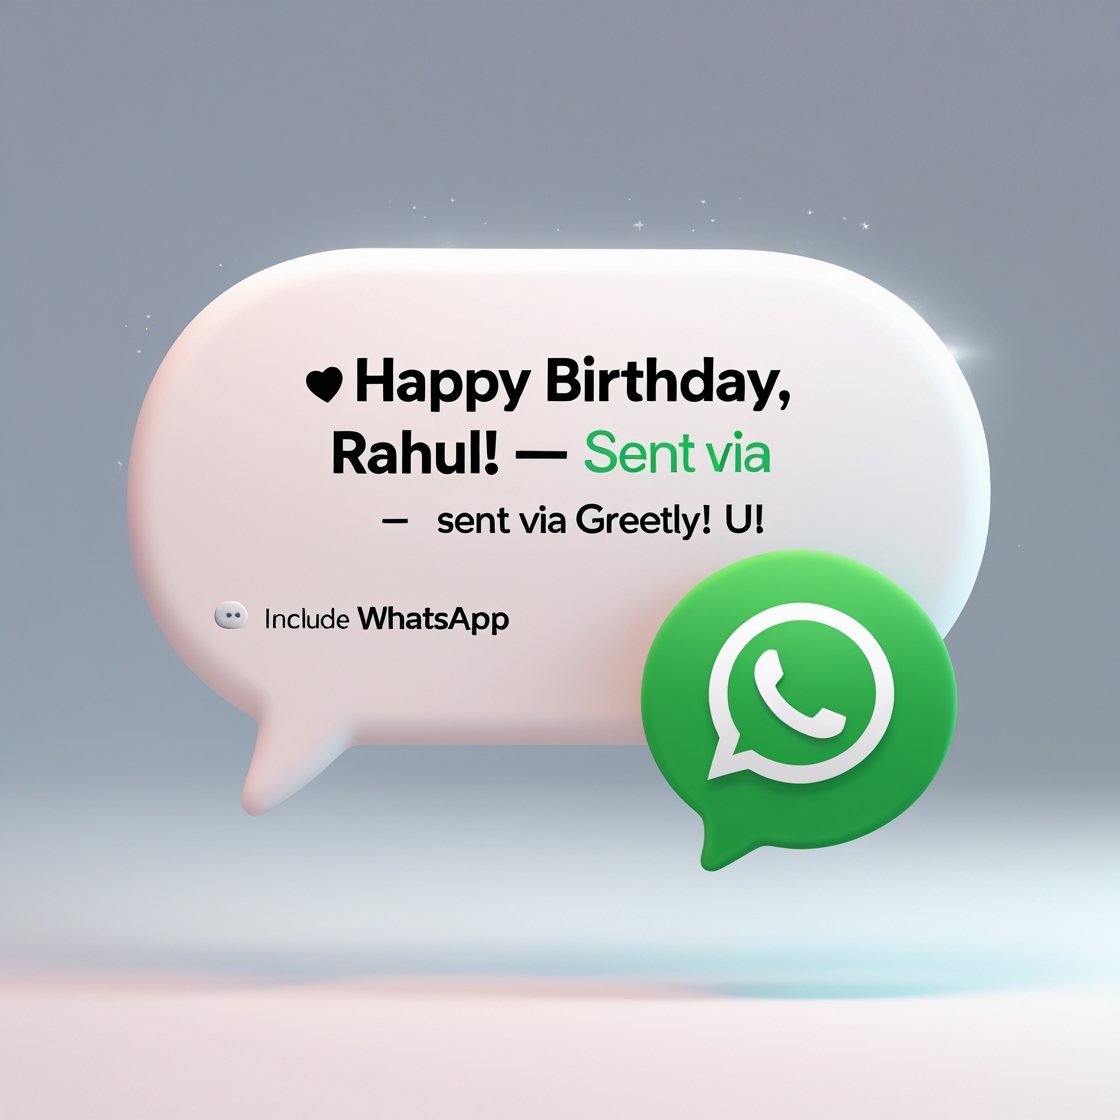 ♥ Happy Birthday,
Rahul! — Sent via
– sent via Greetly! U!
Include WhatsApp